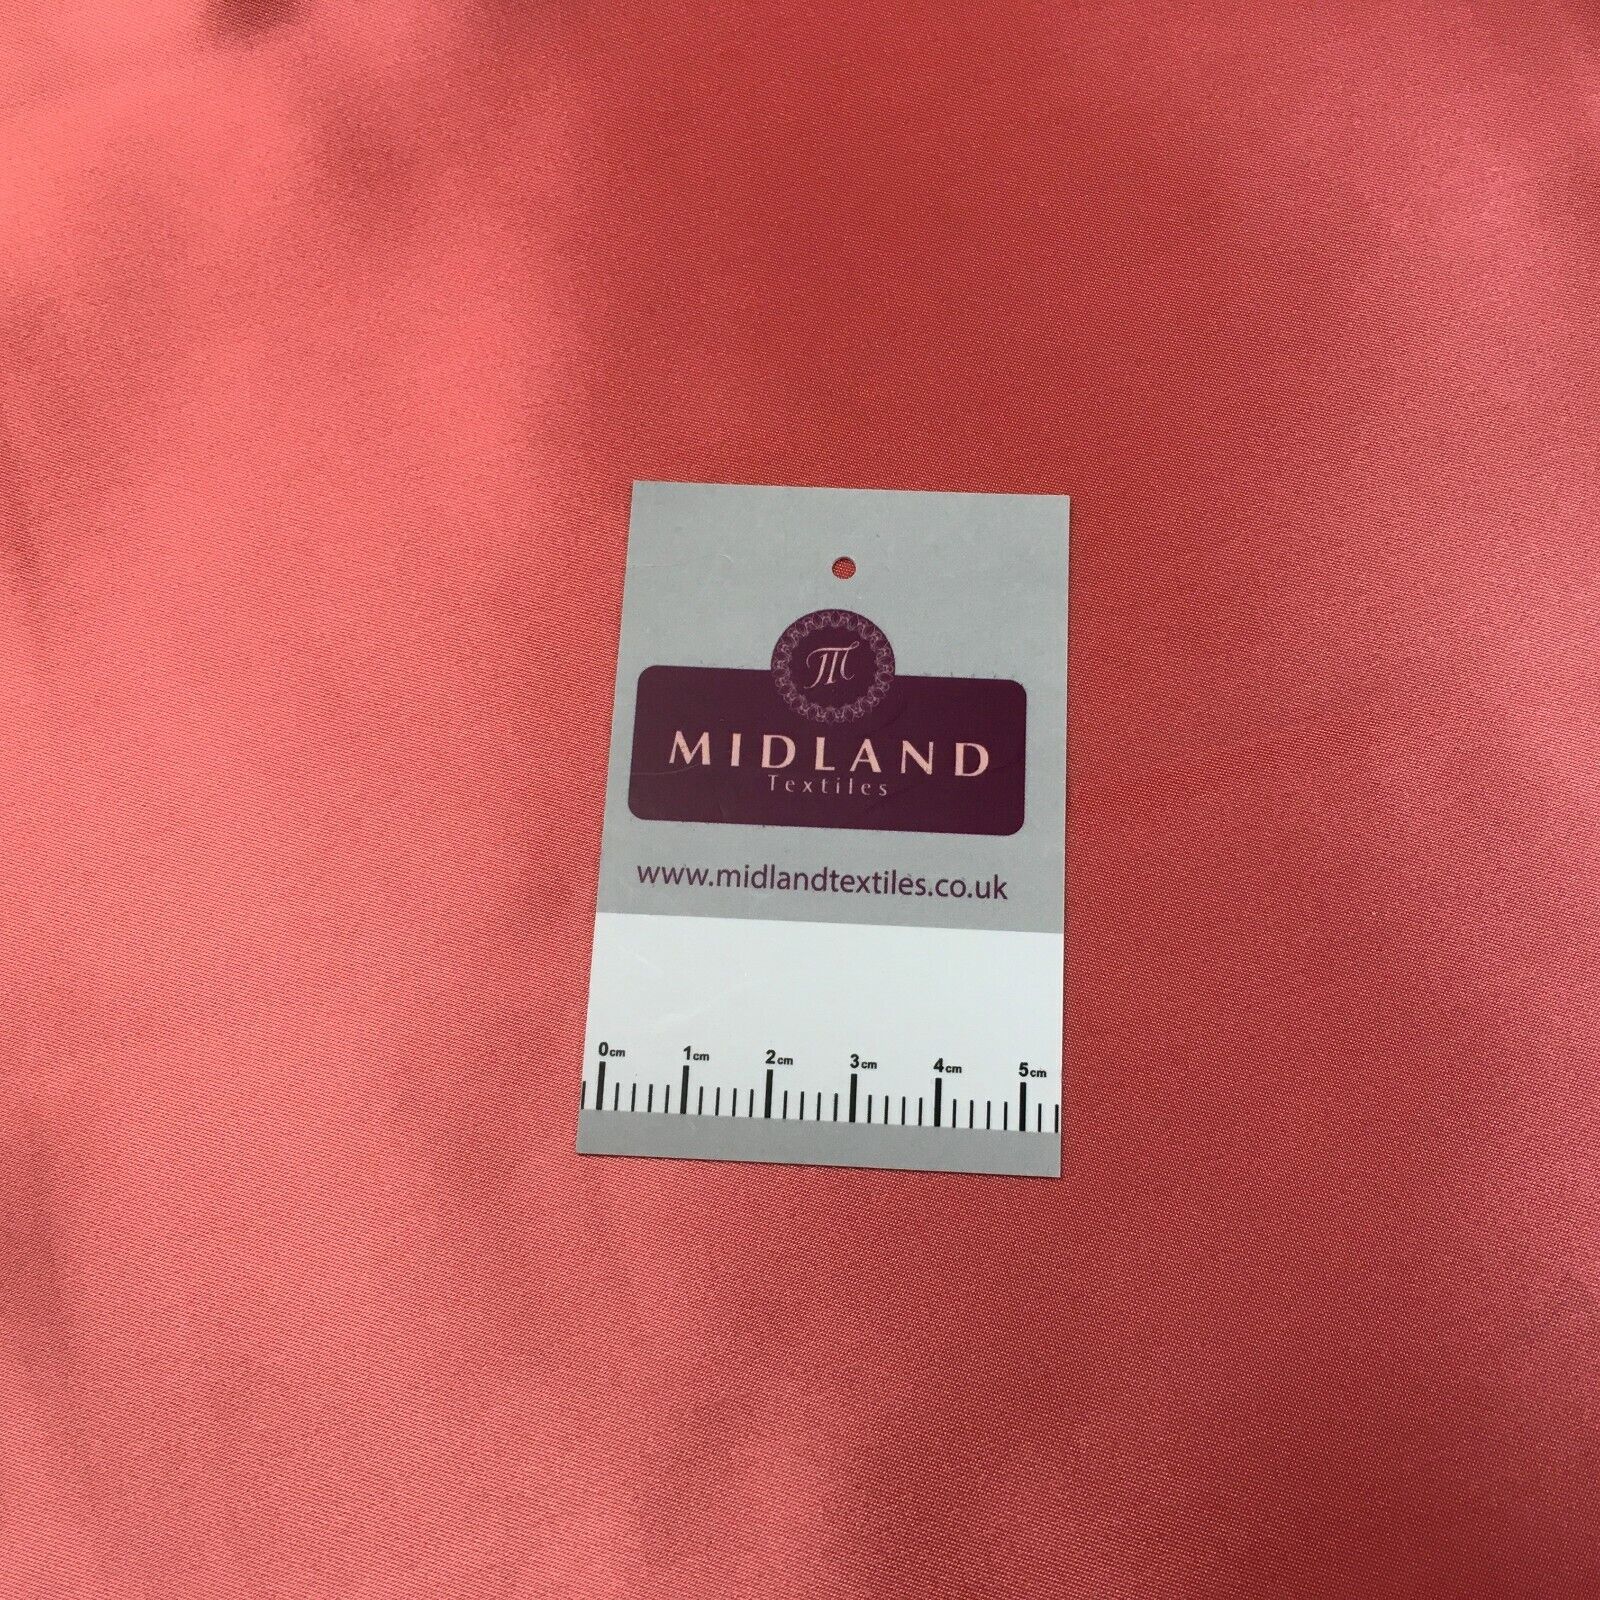 M
MIDLAND
Textiles
www.midlandtextiles.co.uk
0cm 1cm 2cm 3cm 4cm 5cm